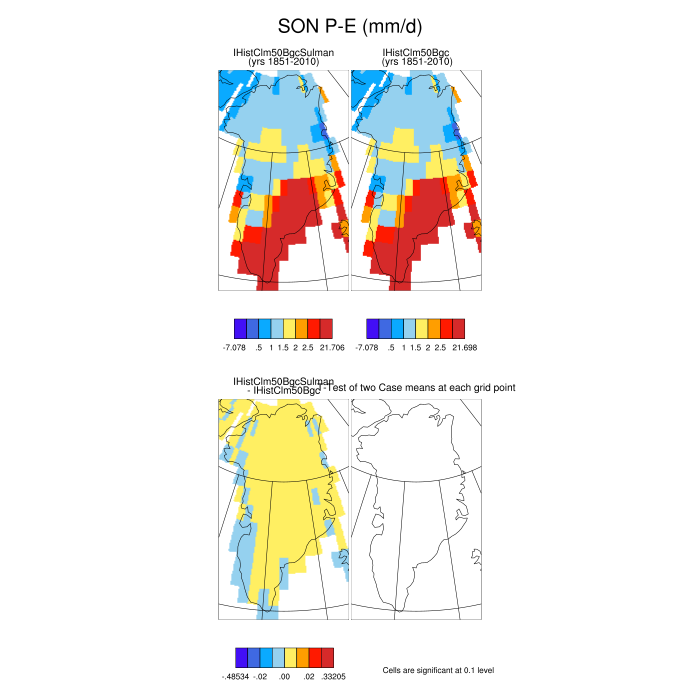 SON P-E (mm/d)
IHistClm50BgcSulman
(yrs 1851-2010)
IHistClm50Bgc
(yrs 1851-2010)
-7.078 .5 1 1.5 2 2.5 21.706
-7.078 .5 1 1.5 2 2.5 21.698
IHistClm50BgcSulman
- IHistClm50Bgc
T-Test of two Case means at each grid point
-.48534 -.02 .00 .02 .33205
Cells are significant at 0.1 level